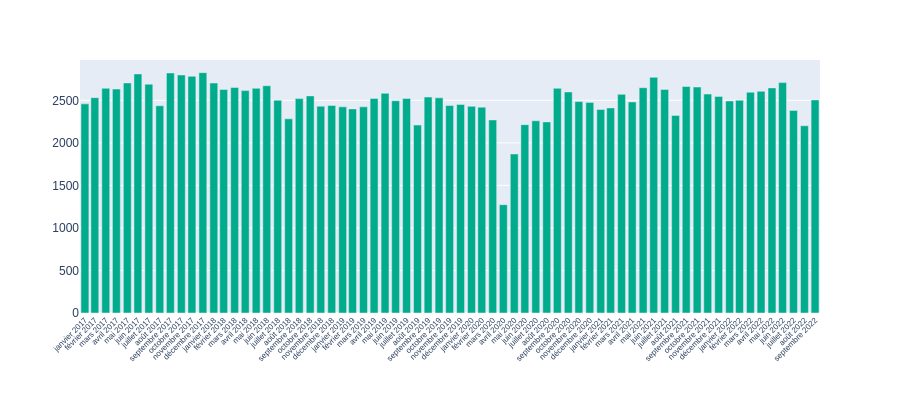 2500
2000
1500
1000
500
0
janvier 2017
février 2017
mars 2017
avril 2017
mai 2017
juin 2017
juillet 2017
août 2017
septembre 2017
octobre 2017
novembre 2017
décembre 2017
janvier 2018
février 2018
mars 2018
avril 2018
mai 2018
juin 2018
juillet 2018
août 2018
septembre 2018
octobre 2018
novembre 2018
décembre 2018
janvier 2019
février 2019
mars 2019
avril 2019
mai 2019
juin 2019
juillet 2019
août 2019
septembre 2019
octobre 2019
novembre 2019
décembre 2019
janvier 2020
février 2020
mars 2020
avril 2020
mai 2020
juin 2020
juillet 2020
août 2020
septembre 2020
octobre 2020
novembre 2020
décembre 2020
janvier 2021
février 2021
mars 2021
avril 2021
mai 2021
juin 2021
juillet 2021
août 2021
septembre 2021
octobre 2021
novembre 2021
décembre 2021
janvier 2022
février 2022
mars 2022
avril 2022
mai 2022
juin 2022
juillet 2022
août 2022
septembre 2022